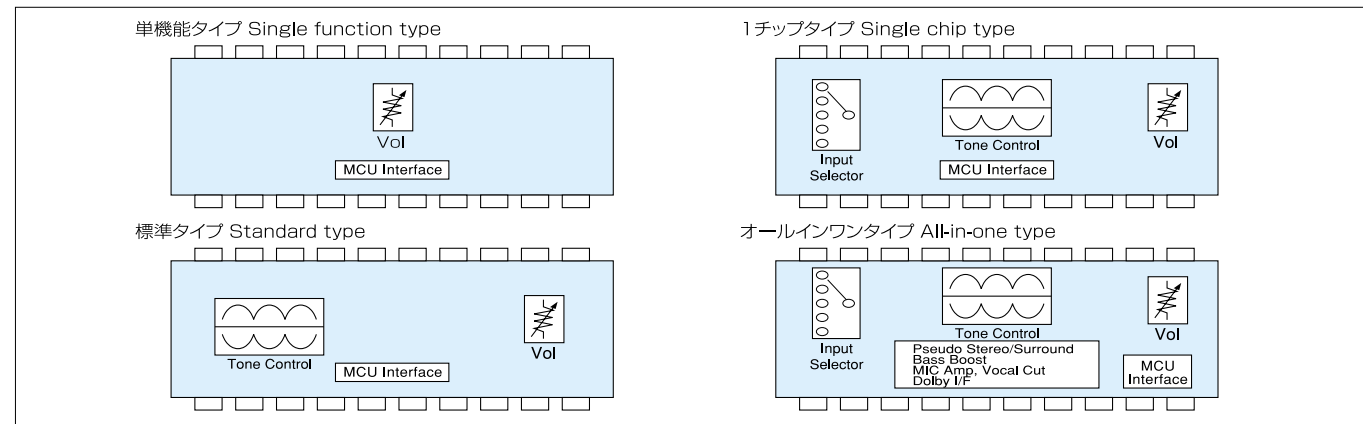 単機能タイプ Single function type
Vol
MCU Interface
1チップタイプ Single chip type
Input
Selector
Tone Control
MCU Interface
Vol
標準タイプ Standard type
Tone Control
MCU Interface
Vol
オールインワンタイプ All-in-one type
Input
Selector
Tone Control
Pseudo Stereo/Surround
Bass Boost
MIC Amp, Vocal Cut
Dolby I/F
Vol
MCU
Interface